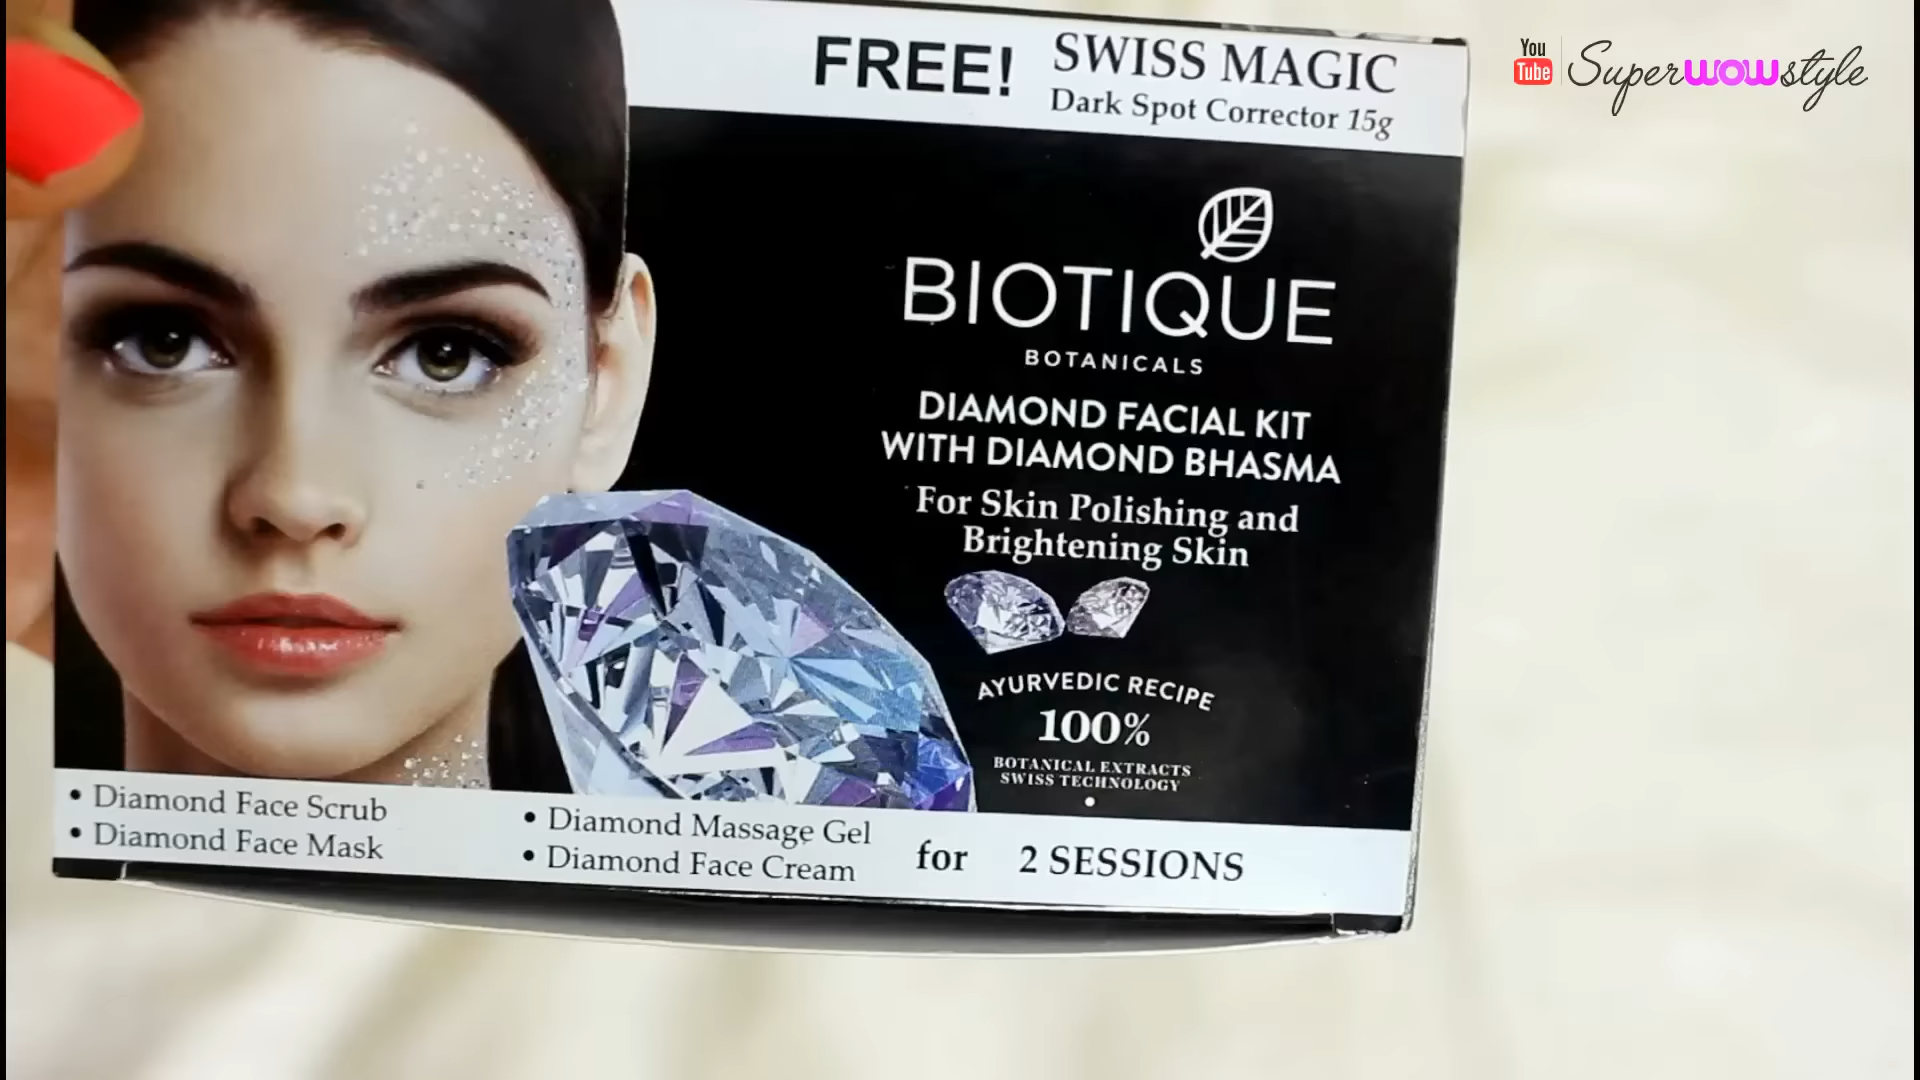 FREE!
SWISS MAGIC
Dark Spot Corrector 15g
You
Tube
Superwowstyle
BIOTIQUE
BOTANICALS
DIAMOND FACIAL KIT
WITH DIAMOND BHASMA
For Skin Polishing and
Brightening Skin
AYURVEDIC RECIPE
100%
BOTANICAL EXTRACTS
SWISS TECHNOLOGY
• Diamond Face Scrub
• Diamond Face Mask
• Diamond Massage Gel
• Diamond Face Cream
for 2 SESSIONS